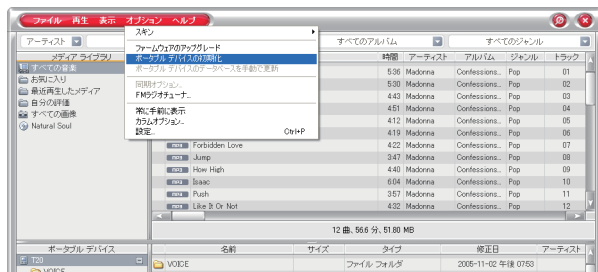 ファイル 再生 表示 オプション ヘルプ
アーティスト すべてのアルバム すべてのジャンル
スキン
ファームウェアのアップグレード
ポータブル デバイスの初期化
ポータブル デバイスのデータベースを手動で更新
同期オプション...
FMラジオチューナ...
常に手前に表示
カラムオプション...
設定... Ctrl+P
メディア ライブラリ
すべての音楽
お気に入り
最近再生したメディア
自分の評価
すべての画像
Natural Soul
時間 アーティスト アルバム ジャンル トラック
5:36 Madonna Confessions... Pop 01
5:30 Madonna Confessions... Pop 02
4:43 Madonna Confessions... Pop 03
4:51 Madonna Confessions... Pop 04
4:12 Madonna Confessions... Pop 05
4:19 Madonna Confessions... Pop 06
Forbidden Love 4:22 Madonna Confessions... Pop 07
Jump 3:47 Madonna Confessions... Pop 08
How High 4:40 Madonna Confessions... Pop 09
Isaac 6:04 Madonna Confessions... Pop 10
Push 3:57 Madonna Confessions... Pop 11
Like It Or Not 4:32 Madonna Confessions... Pop 12
12 曲、56.6 分、51.80 MB
ポータブル デバイス 名前 サイズ タイプ 修正日 アーティスト
T20
VOICE
VOICE ファイル フォルダ 2005-11-02 午後 07:53